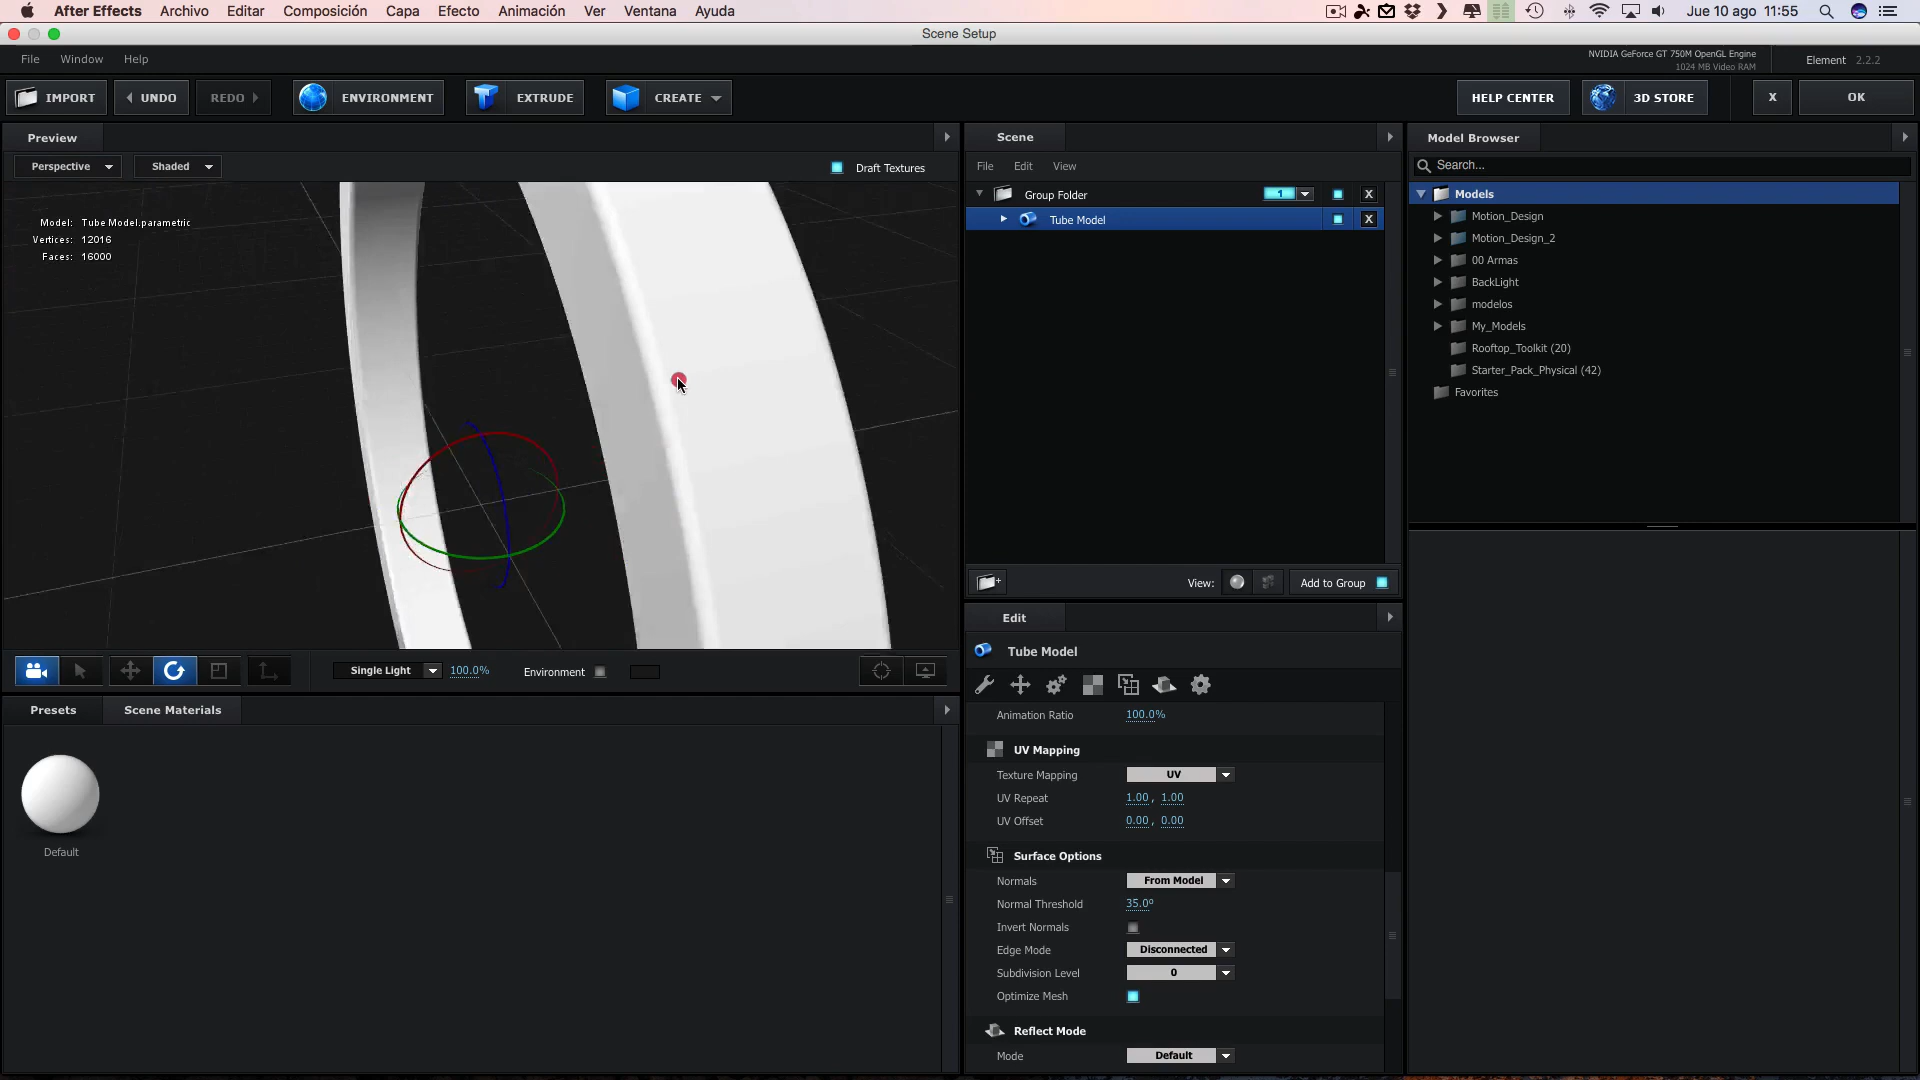 After Effects Archivo Editar Composición Capa Efecto Animación Ver Ventana Ayuda Jue 10 ago 11:55
Scene Setup
File Window Help
NVIDIA GeForce GT 750M OpenGL Engine
1024 MB Video RAM
Element 2.2.2
IMPORT UNDO REDO ENVIRONMENT EXTRUDE CREATE HELP CENTER 3D STORE X OK
Preview
Perspective Shaded Draft Textures
Model: Tube Model.parametric
Vertices: 12016
Faces: 16000
Single Light 100.0% Environment
Presets Scene Materials
Default
Scene
File Edit View
Group Folder 1 X
Tube Model X
View: Add to Group
Edit
Tube Model
Animation Ratio 100.0%
UV Mapping
Texture Mapping UV
UV Repeat 1.00, 1.00
UV Offset 0.00, 0.00
Surface Options
Normals From Model
Normal Threshold 35.0º
Invert Normals
Edge Mode Disconnected
Subdivision Level 0
Optimize Mesh
Reflect Mode
Mode Default
Model Browser
Search...
Models
Motion_Design
Motion_Design_2
00 Armas
BackLight
modelos
My_Models
Rooftop_Toolkit (20)
Starter_Pack_Physical (42)
Favorites